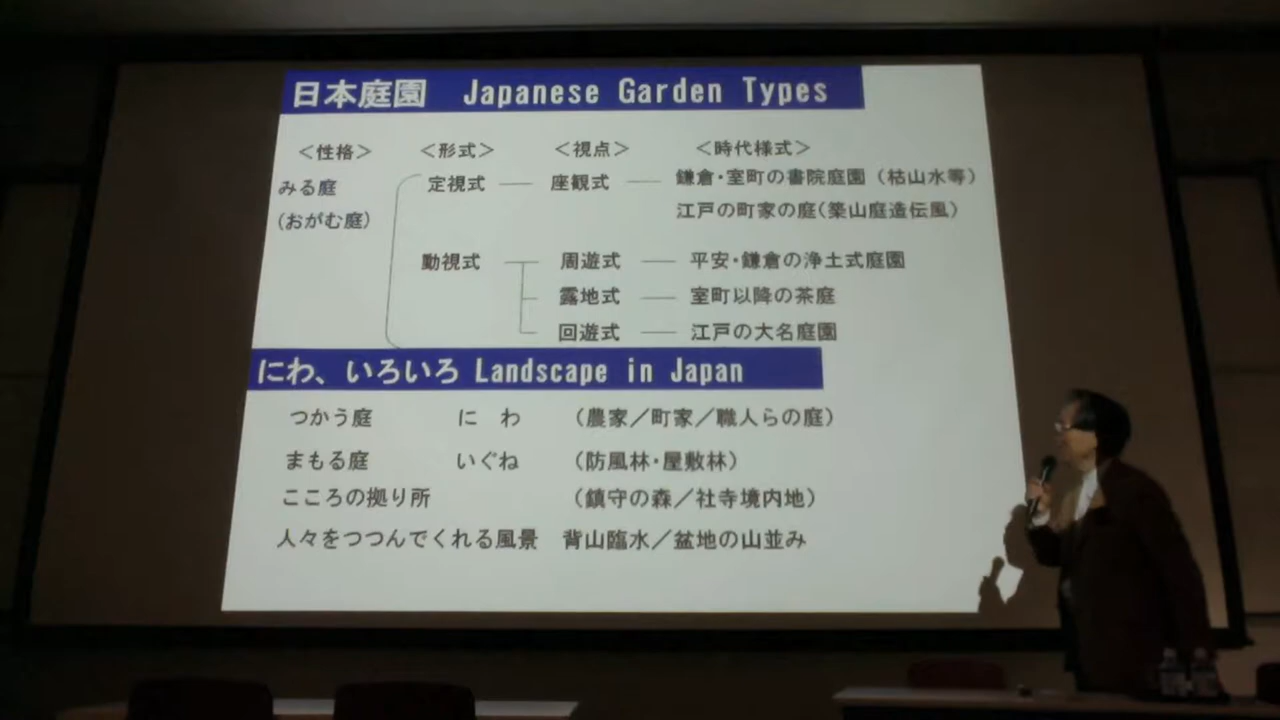 日本庭園 Japanese Garden Types
＜性格＞ ＜形式＞ ＜視点＞ ＜時代様式＞
みる庭 定視式 ― 座観式 ― 鎌倉・室町の書院庭園（枯山水等）
(おがむ庭) 江戸の町家の庭(築山庭造伝風)
動視式 周遊式 ― 平安・鎌倉の浄土式庭園
露地式 ― 室町以降の茶庭
回遊式 ― 江戸の大名庭園
にわ、いろいろ Landscape in Japan
つかう庭 にわ （農家／町家／職人らの庭）
まもる庭 いぐね （防風林・屋敷林）
こころの拠り所 （鎮守の森／社寺境内地）
人々をつつんでくれる風景 背山臨水／盆地の山並み